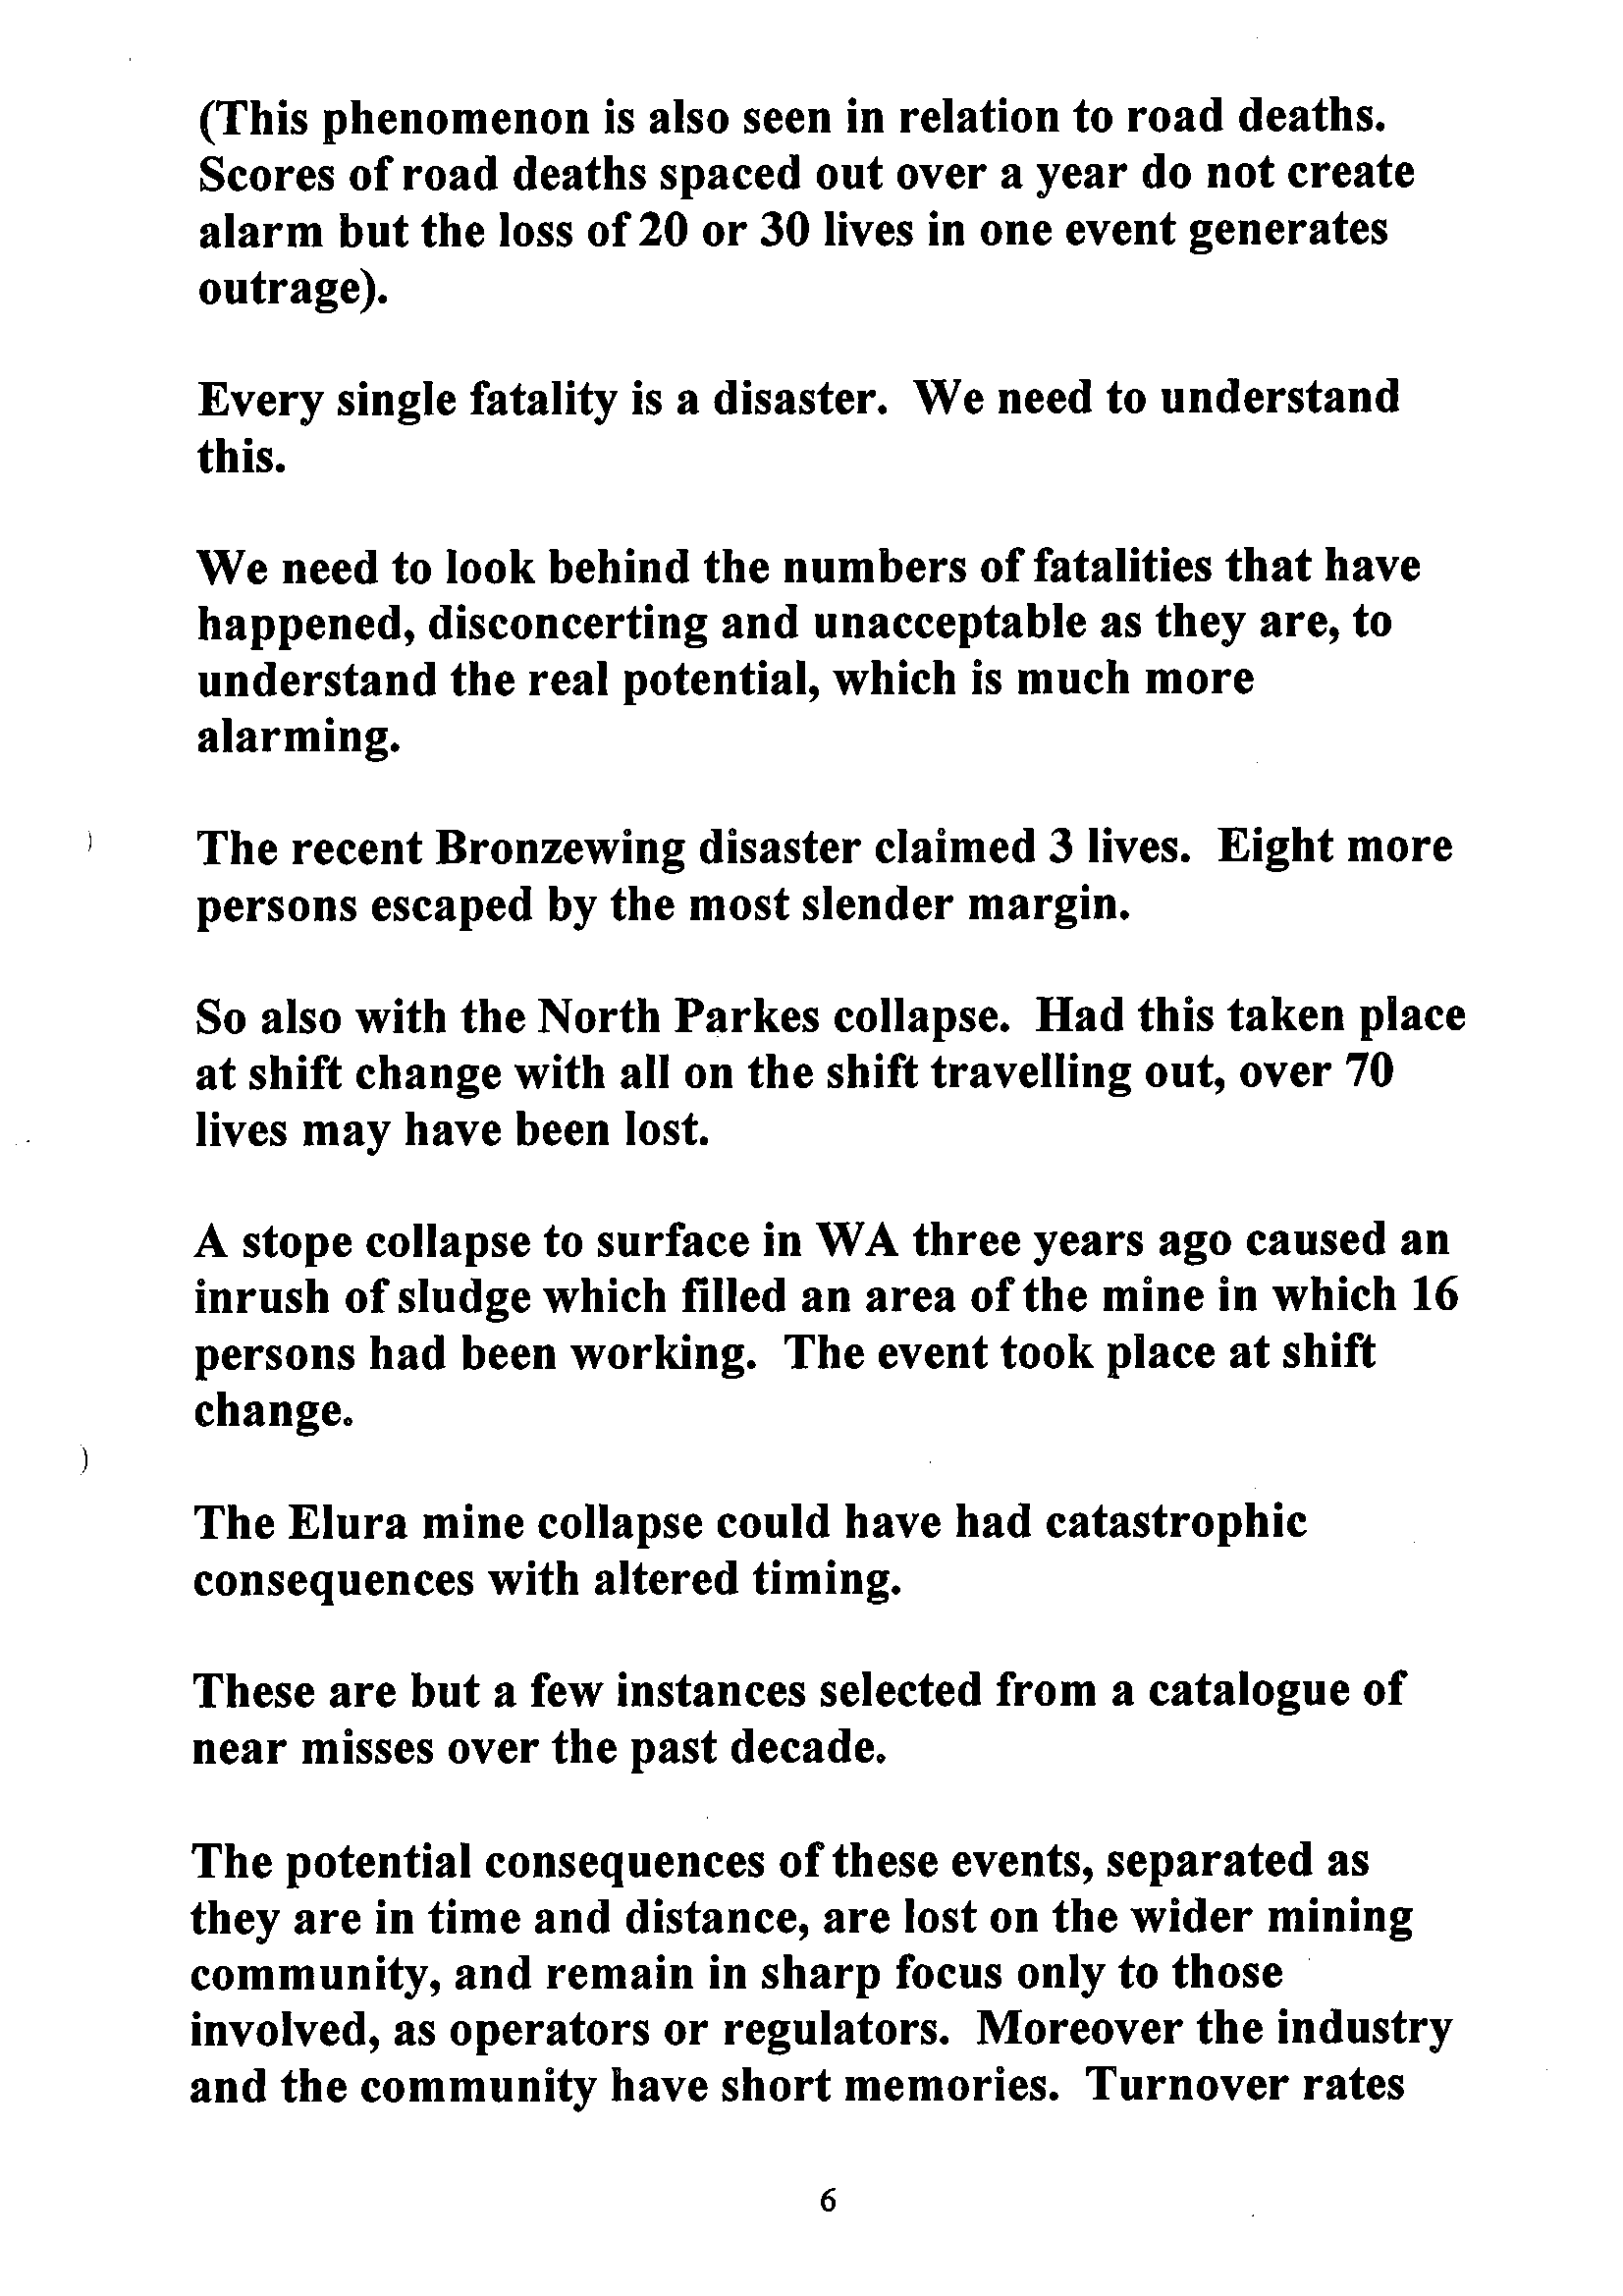 (This phenomenon is also seen in relation to road deaths.
Scores of road deaths spaced out over a year do not create
alarm but the loss of 20 or 30 lives in one event generates
outrage).
Every single fatality is a disaster. We need to understand
this.
We need to look behind the numbers of fatalities that have
happened, disconcerting and unacceptable as they are, to
understand the real potential, which is much more
alarming.
The recent Bronzewing disaster claimed 3 lives. Eight more
persons escaped by the most slender margin.
So also with the North Parkes collapse. Had this taken place
at shift change with all on the shift travelling out, over 70
lives may have been lost.
A stope collapse to surface in WA three years ago caused an
inrush of sludge which filled an area of the mine in which 16
persons had been working. The event took place at shift
change.
The Elura mine collapse could have had catastrophic
consequences with altered timing.
These are but a few instances selected from a catalogue of
near misses over the past decade.
The potential consequences of these events, separated as
they are in time and distance, are lost on the wider mining
community, and remain in sharp focus only to those
involved, as operators or regulators. Moreover the industry
and the community have short memories. Turnover rates
6